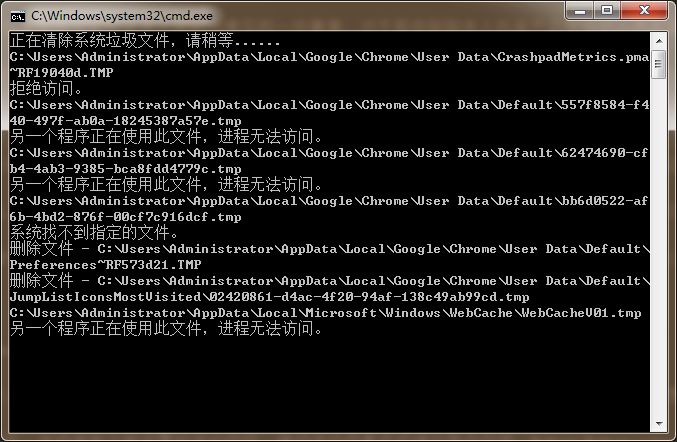 C:\Windows\system32\cmd.exe
正在清除系统垃圾文件，请稍等......
C:\Users\Administrator\AppData\Local\Google\Chrome\User Data\CrashpadMetrics.pma
~RF19040d.TMP
拒绝访问。
C:\Users\Administrator\AppData\Local\Google\Chrome\User Data\Default\557f8584-f4
40-497f-ab0a-18245387a57e.tmp
另一个程序正在使用此文件，进程无法访问。
C:\Users\Administrator\AppData\Local\Google\Chrome\User Data\Default\62474690-cf
b4-4ab3-9385-bca8fdd4779c.tmp
另一个程序正在使用此文件，进程无法访问。
C:\Users\Administrator\AppData\Local\Google\Chrome\User Data\Default\bb6d0522-af
6b-4bd2-876f-00cf7c916dcf.tmp
系统找不到指定的文件。
删除文件 - C:\Users\Administrator\AppData\Local\Google\Chrome\User Data\Default\
Preferences~RF573d21.TMP
删除文件 - C:\Users\Administrator\AppData\Local\Google\Chrome\User Data\Default\
JumpListIconsMostVisited\02420861-d4ac-4f20-94af-138c49ab99cd.tmp
C:\Users\Administrator\AppData\Local\Microsoft\Windows\WebCache\WebCacheV01.tmp
另一个程序正在使用此文件，进程无法访问。